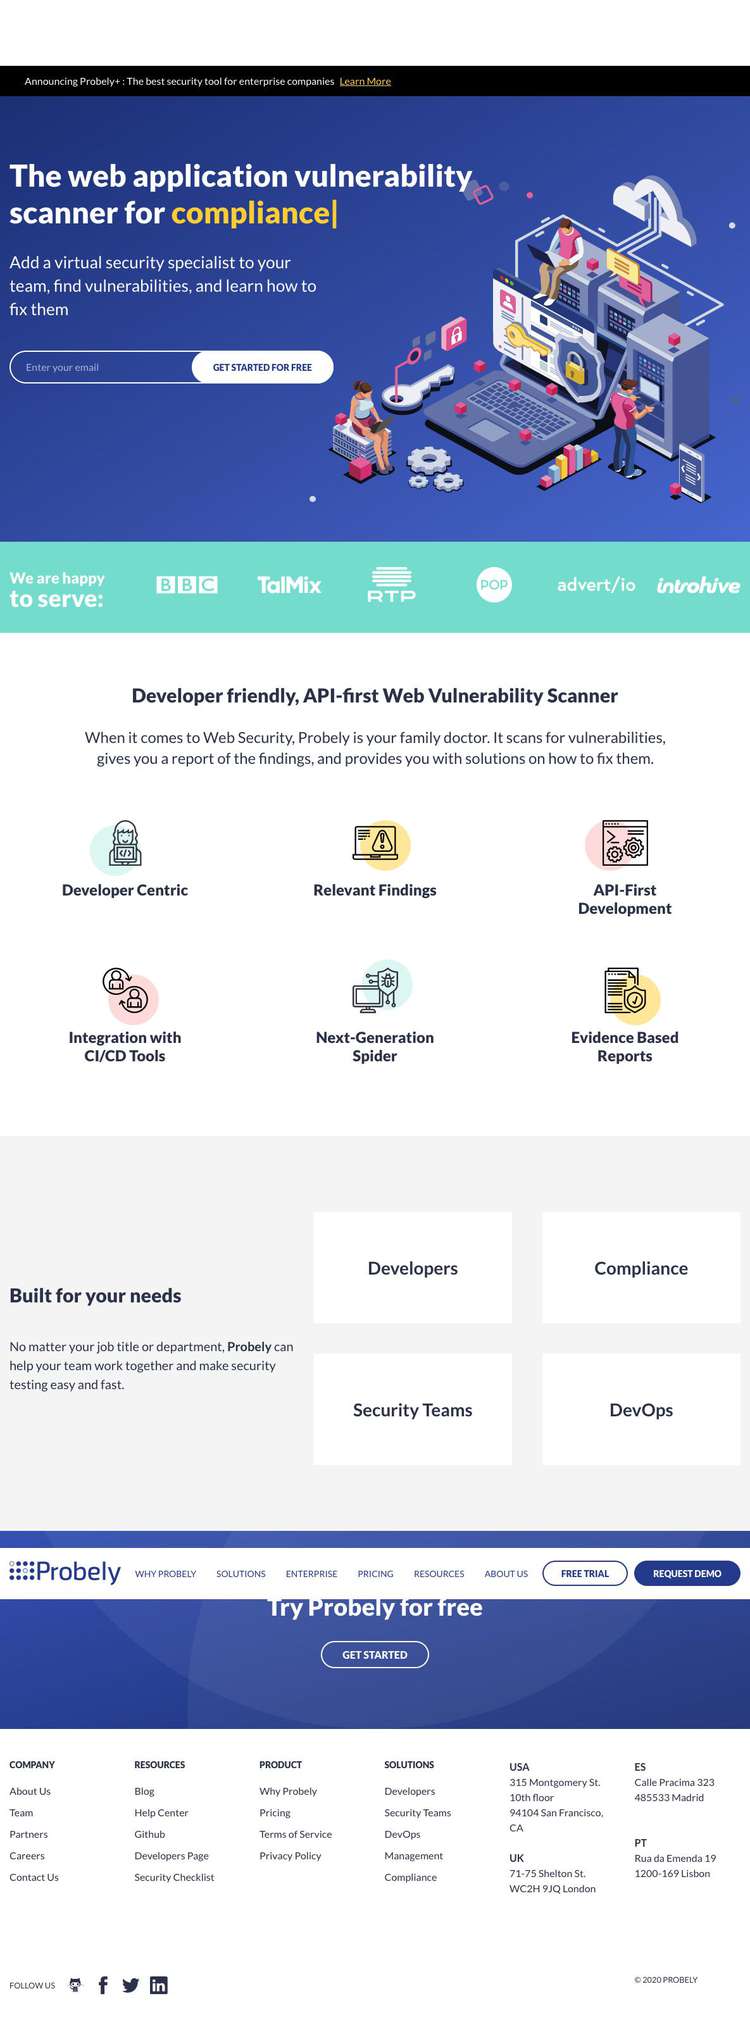 Announcing Probely+ : The best security tool for enterprise companies Learn More
The web application vulnerability
scanner for compliance|
Add a virtual security specialist to your
team, find vulnerabilities, and learn how to
fix them
Enter your email
GET STARTED FOR FREE
We are happy
to serve:
BBC
TalMix
RTP
POP
advert/io
introhive
Developer friendly, API-first Web Vulnerability Scanner
When it comes to Web Security, Probely is your family doctor. It scans for vulnerabilities,
gives you a report of the findings, and provides you with solutions on how to fix them.
Developer Centric
Relevant Findings
API-First
Development
Integration with
CI/CD Tools
Next-Generation
Spider
Evidence Based
Reports
Built for your needs
No matter your job title or department, Probely can
help your team work together and make security
testing easy and fast.
Developers
Compliance
Security Teams
DevOps
Probely
WHY PROBELY
SOLUTIONS
ENTERPRISE
PRICING
RESOURCES
ABOUT US
FREE TRIAL
REQUEST DEMO
Try Probely for free
GET STARTED
COMPANY
About Us
Team
Partners
Careers
Contact Us
RESOURCES
Blog
Help Center
Github
Developers Page
Security Checklist
PRODUCT
Why Probely
Pricing
Terms of Service
Privacy Policy
SOLUTIONS
Developers
Security Teams
DevOps
Management
Compliance
USA
315 Montgomery St.
10th floor
94104 San Francisco,
CA
UK
71-75 Shelton St.
WC2H 9JQ London
ES
Calle Pracima 323
485533 Madrid
PT
Rua da Emenda 19
1200-169 Lisbon
FOLLOW US
© 2020 PROBELY